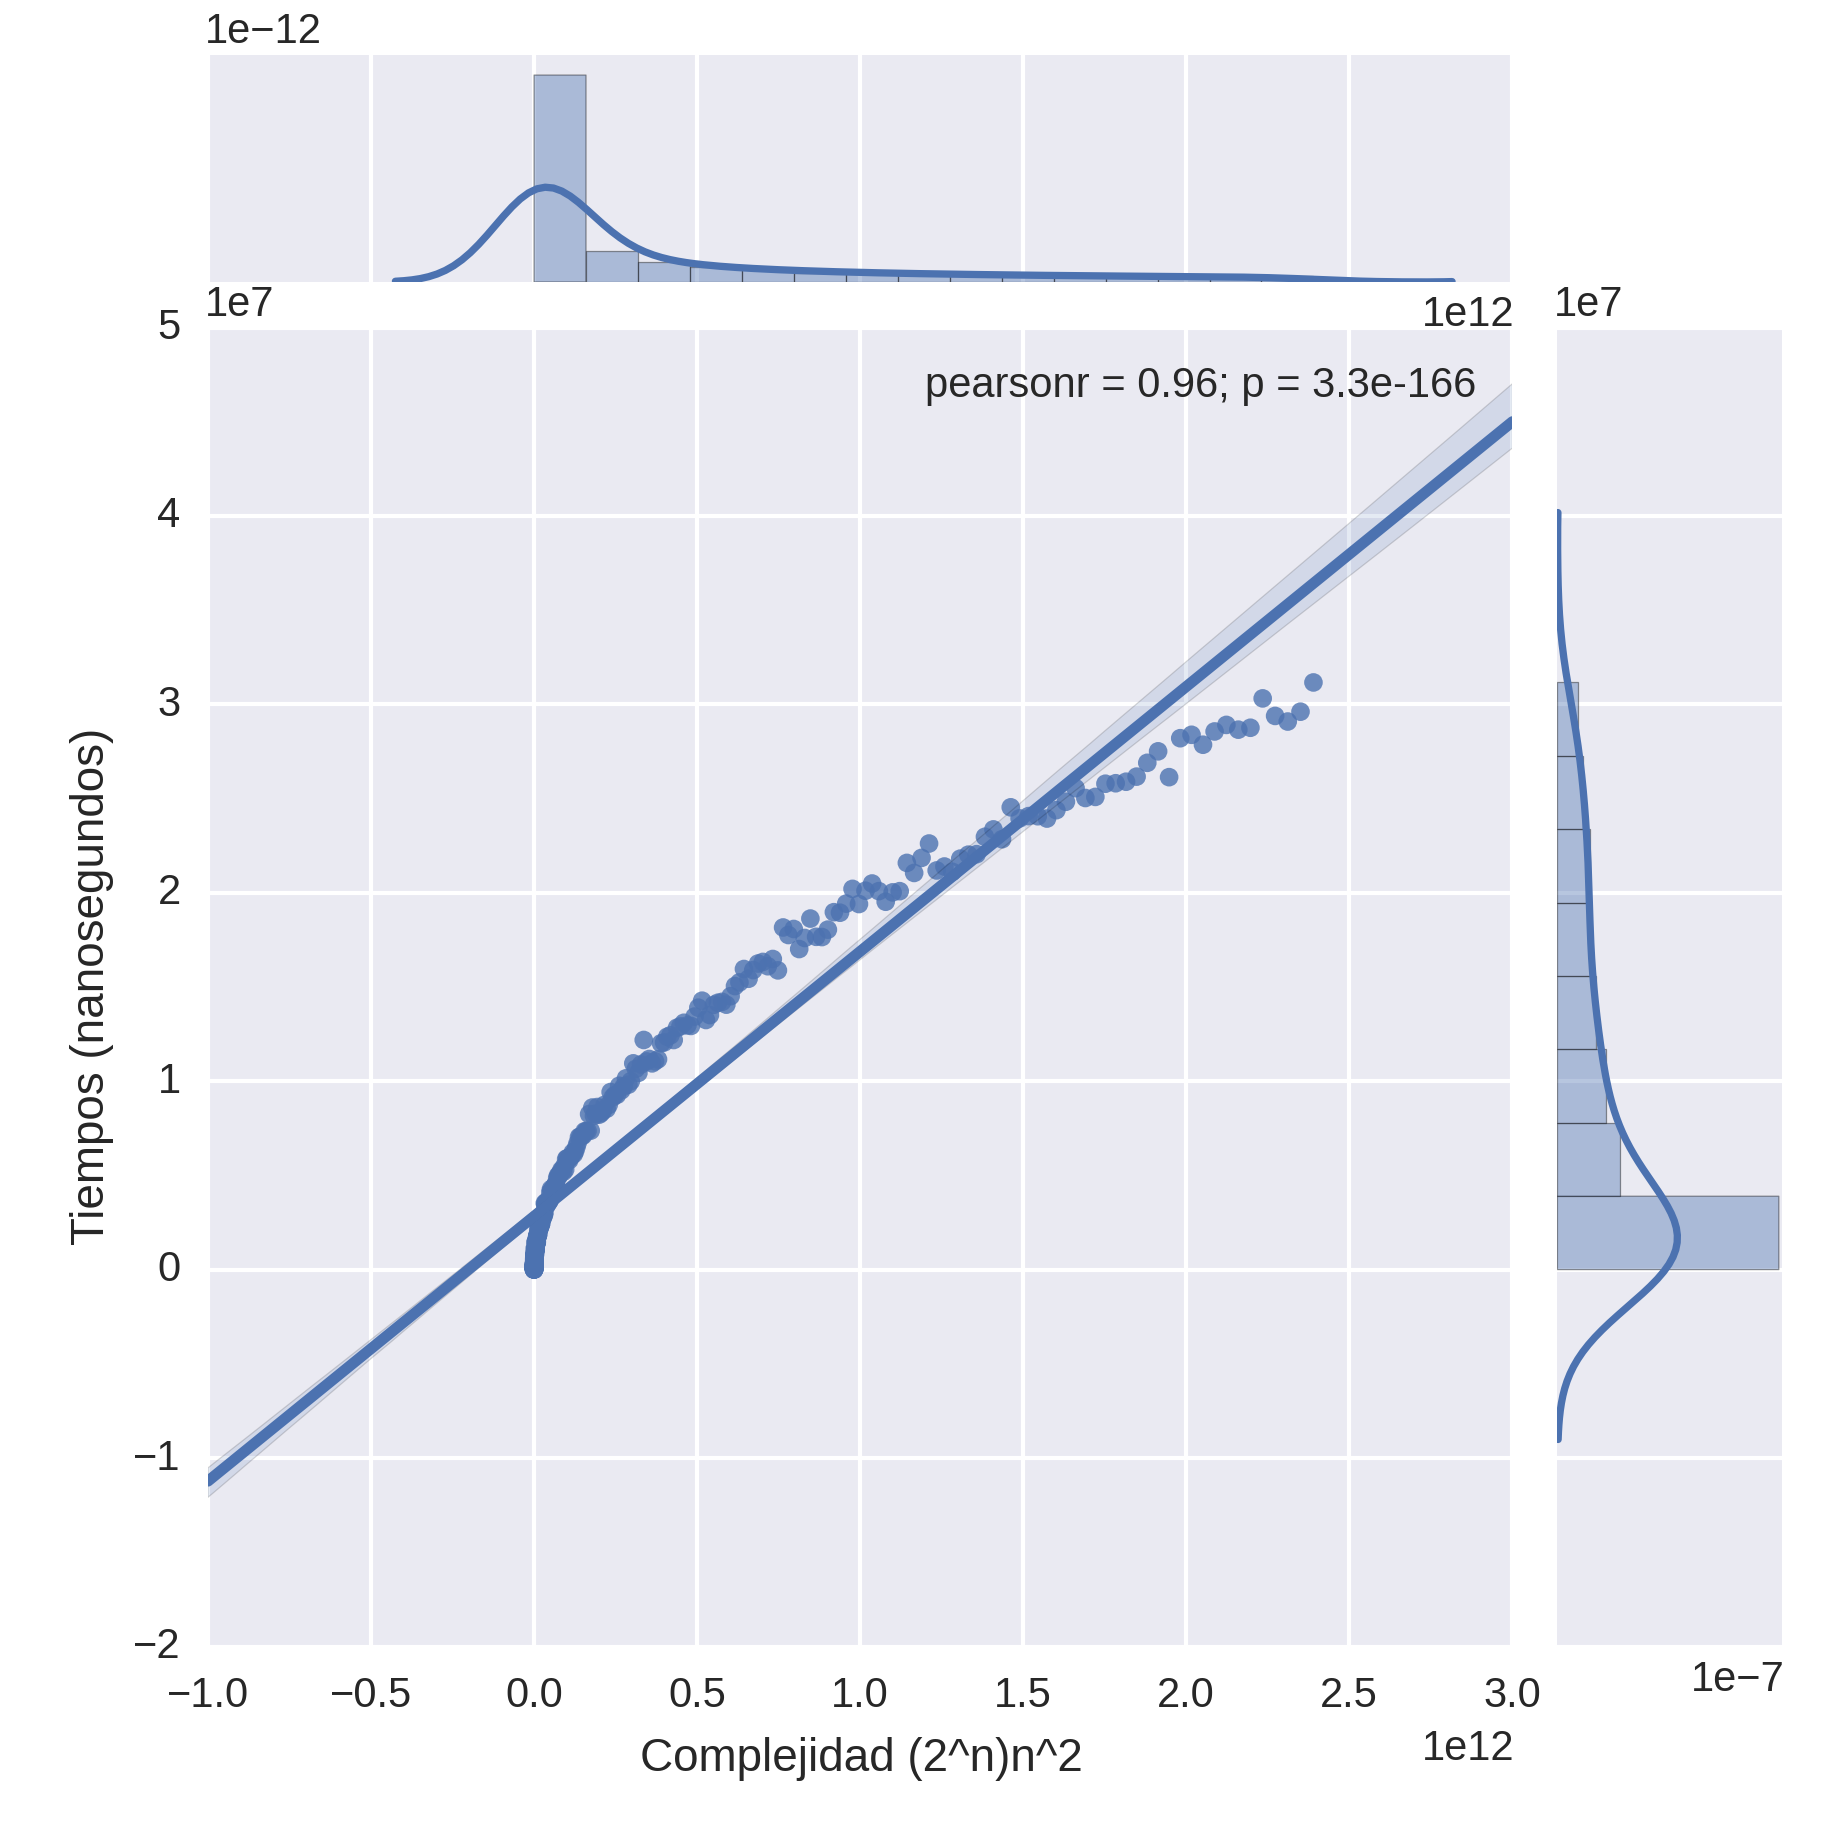 1e−12
1e7
1e12
1e7
pearsonr = 0.96; p = 3.3e-166
5
4
3
2
1
0
−1
−2
Tiempos (nanosegundos)
−1.0 −0.5 0.0 0.5 1.0 1.5 2.0 2.5 3.0
1e−7
1e12
Complejidad (2^n)n^2